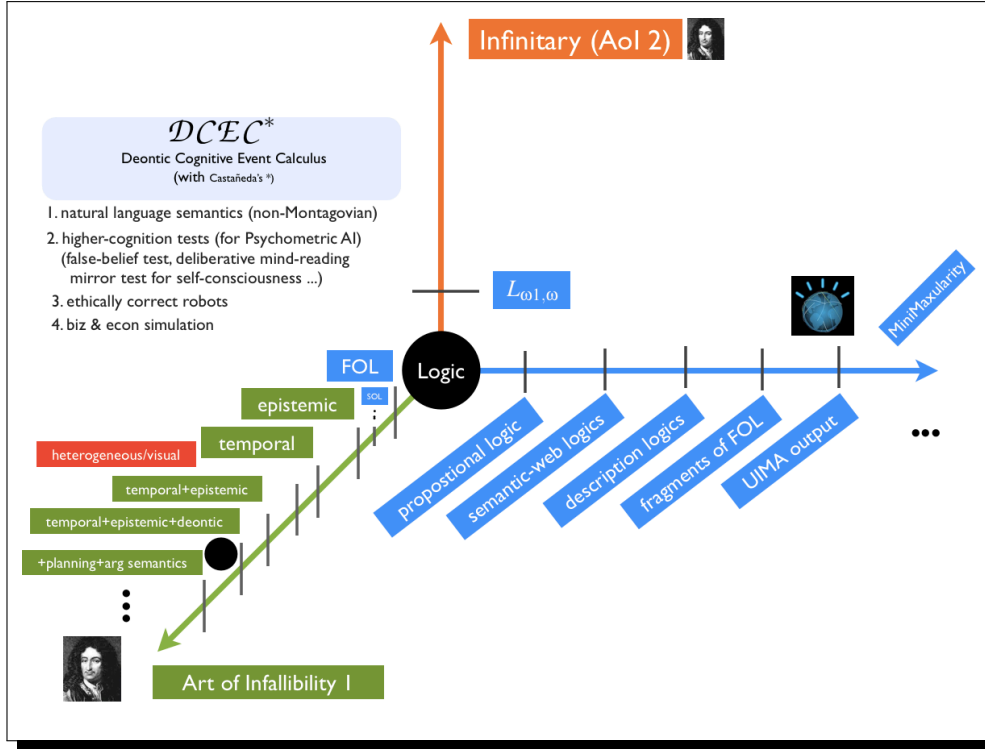 Infinitary (AoI 2)
𝒟𝒞ℰ𝒞*
Deontic Cognitive Event Calculus
(with Castañeda's *)
1. natural language semantics (non-Montagovian)
2. higher-cognition tests (for Psychometric AI)
(false-belief test, deliberative mind-reading
mirror test for self-consciousness ...)
3. ethically correct robots
4. biz & econ simulation
Lω1,ω
MiniMaxularity
Logic
FOL
SOL
epistemic
temporal
heterogeneous/visual
temporal+epistemic
temporal+epistemic+deontic
+planning+arg semantics
propostional logic
semantic-web logics
description logics
fragments of FOL
UIMA output
•••
Art of Infallibility 1